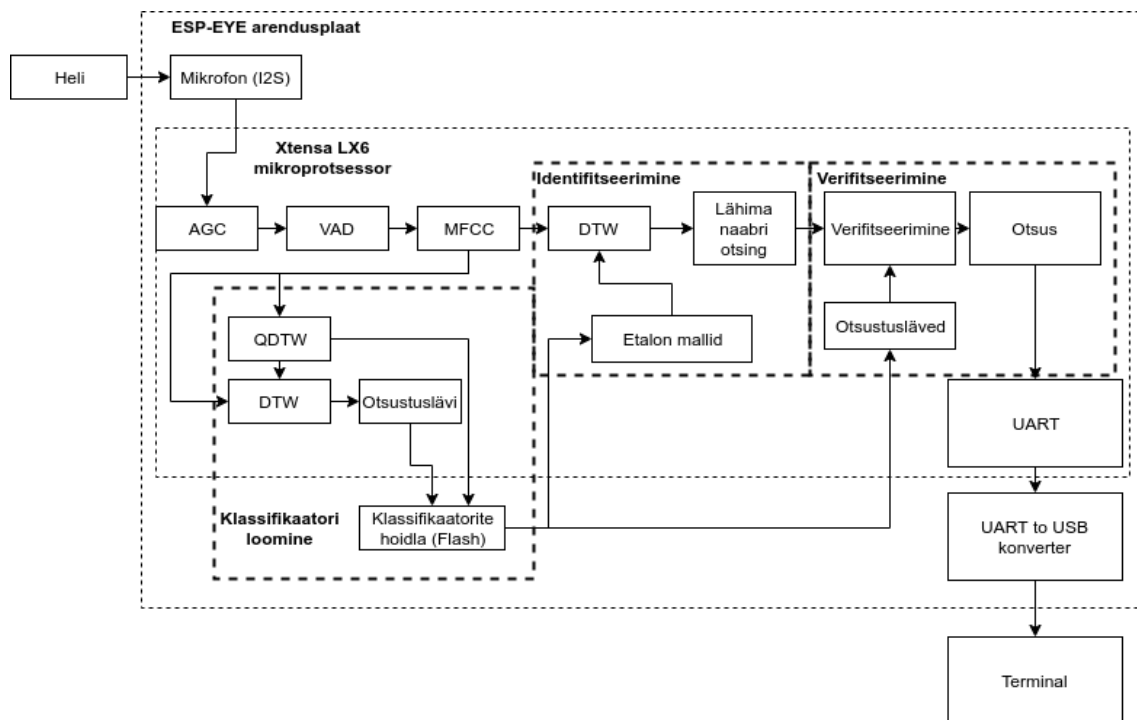 ESP-EYE arendusplaat
Heli
Mikrofon (I2S)
Xtensa LX6
mikroprotsessor
Identifitseerimine
Verifitseerimine
AGC
VAD
MFCC
DTW
Lähima
naabri
otsing
Verifitseerimine
Otsus
QDTW
Etalon mallid
Otsustusläved
DTW
Otsustuslävi
UART
Klassifikaatori
loomine
Klassifikaatorite
hoidla (Flash)
UART to USB
konverter
Terminal